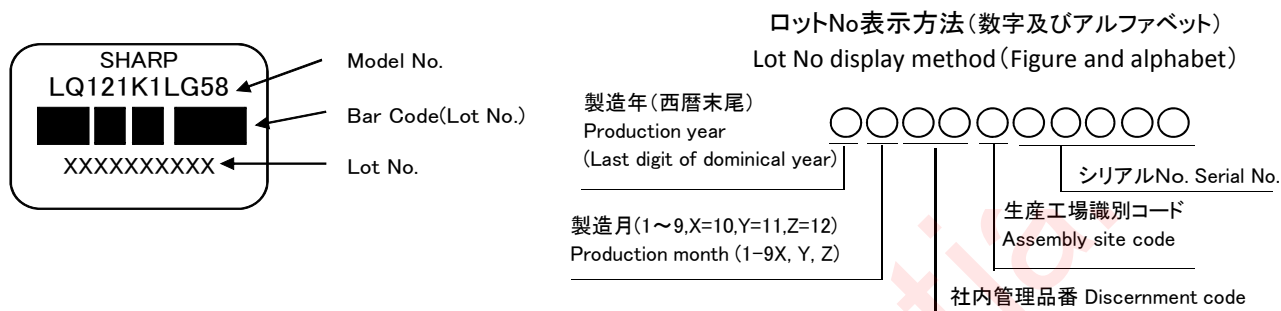 SHARP
LQ121K1LG58
XXXXXXXXXX
Model No.
Bar Code(Lot No.)
Lot No.
ロットNo表示方法(数字及びアルファベット)
Lot No display method(Figure and alphabet)
製造年(西暦末尾)
Production year
(Last digit of dominical year)
○○○○○○○○○○
シリアルNo. Serial No.
製造月(1~9,X=10,Y=11,Z=12)
Production month (1-9X, Y, Z)
生産工場識別コード
Assembly site code
社内管理品番 Discernment code